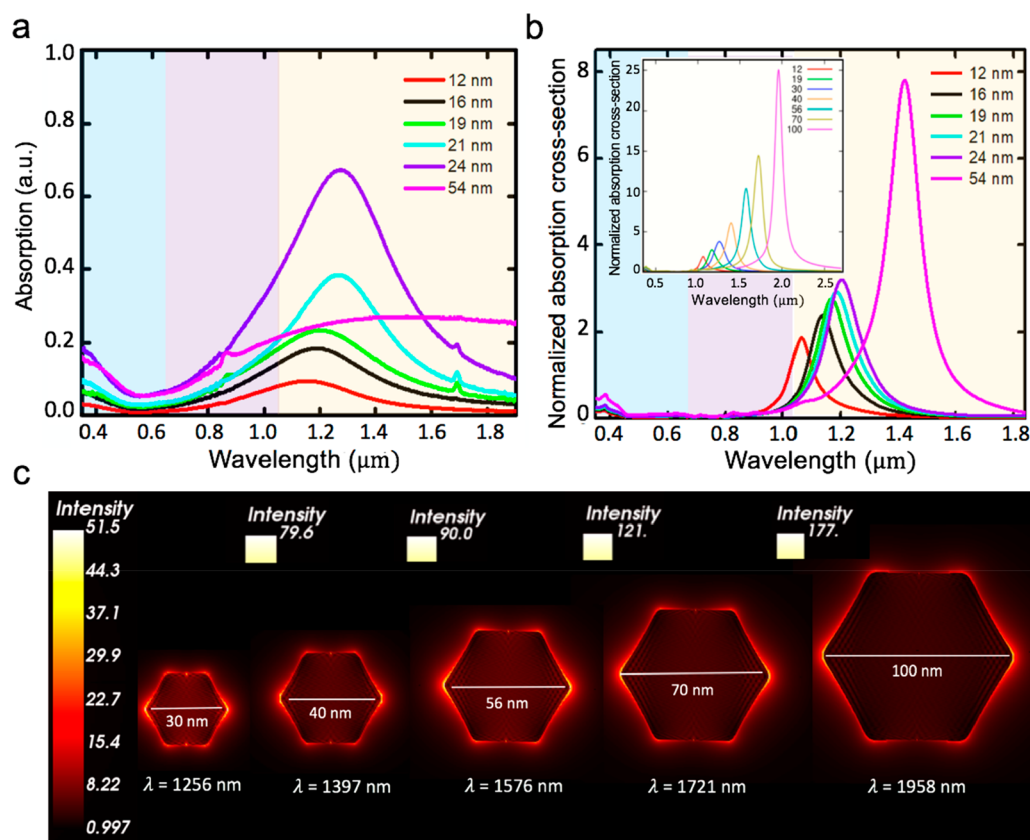 a
1.0
0.8
0.6
0.4
0.2
0.0
Absorption (a.u.)
12 nm
16 nm
19 nm
21 nm
24 nm
54 nm
0.4 0.6 0.8 1.0 1.2 1.4 1.6 1.8
Wavelength (μm)
b
8
6
4
2
0
Normalized absorption cross-section
25
20
15
10
5
0
Normalized absorption cross-section
12
19
30
40
56
70
100
0.5 1.0 1.5 2.0 2.5
Wavelength (μm)
12 nm
16 nm
19 nm
21 nm
24 nm
54 nm
0.4 0.6 0.8 1.0 1.2 1.4 1.6 1.8
Wavelength (μm)
c
Intensity
51.5
44.3
37.1
29.9
22.7
15.4
8.22
0.997
Intensity
79.6
Intensity
90.0
Intensity
121.
Intensity
177.
30 nm
40 nm
56 nm
70 nm
100 nm
λ = 1256 nm
λ = 1397 nm
λ = 1576 nm
λ = 1721 nm
λ = 1958 nm